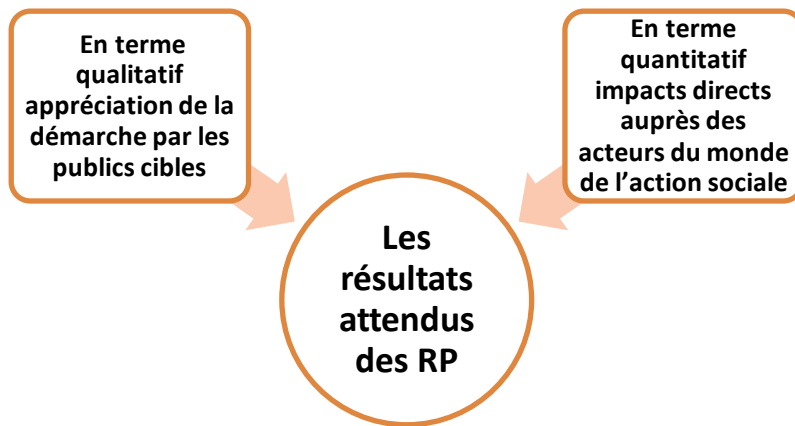 En terme
qualitatif
appréciation de la
démarche par les
publics cibles
En terme
quantitatif
impacts directs
auprès des
acteurs du monde
de l'action sociale
Les
résultats
attendus
des RP